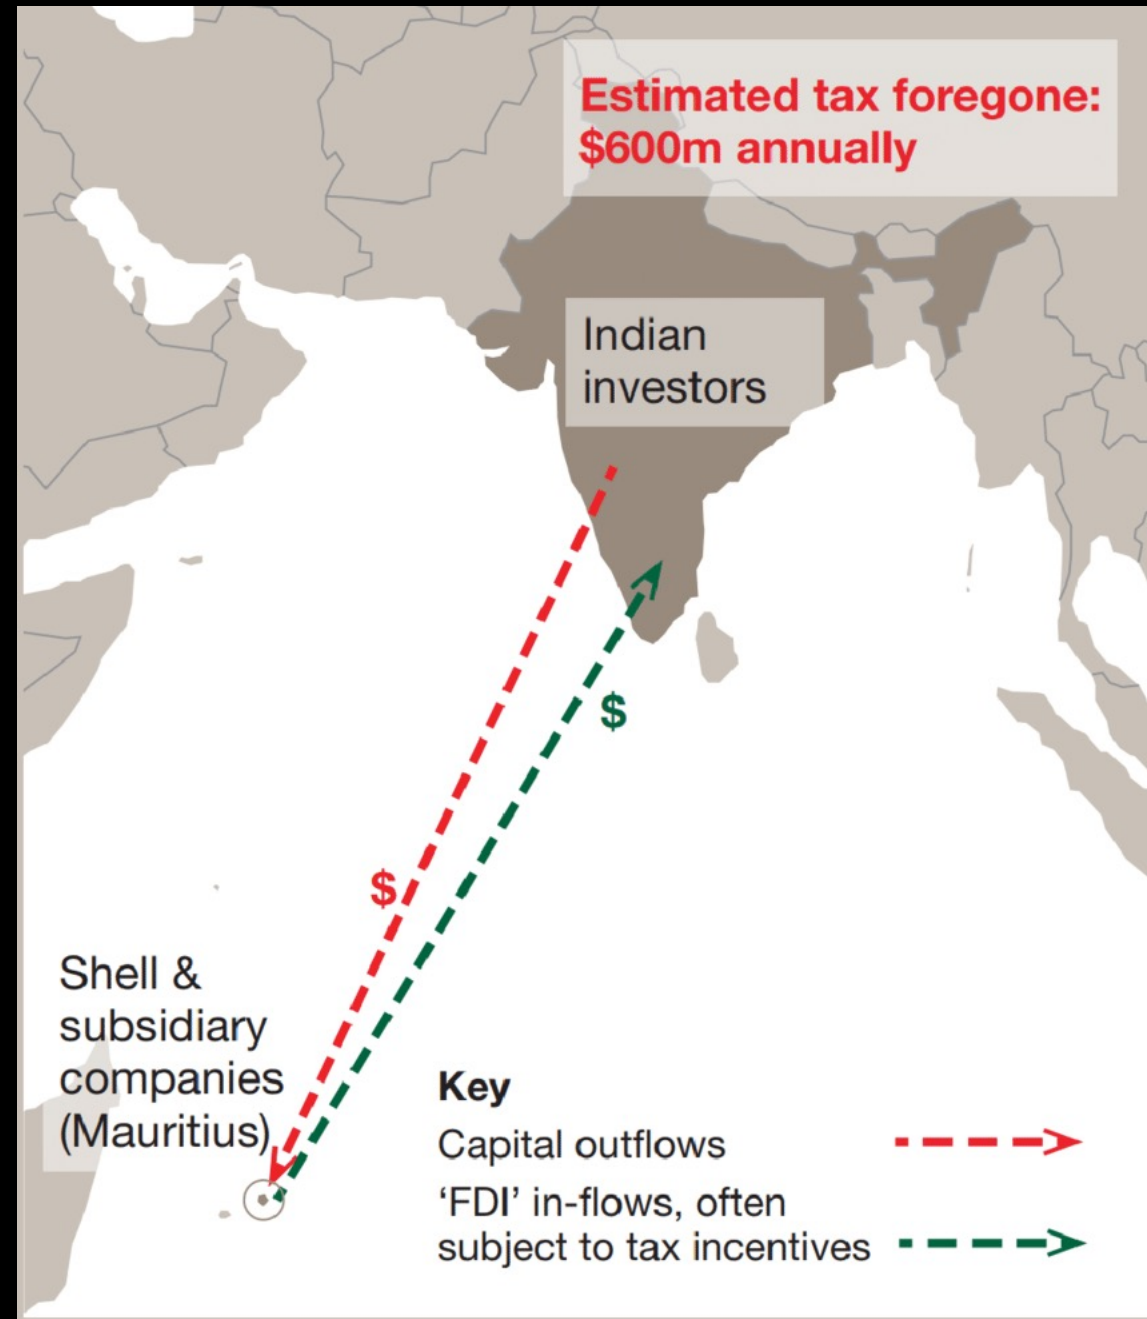 Estimated tax foregone:
$600m annually
Indian
investors
$
$
Shell &
subsidiary
companies
(Mauritius)
Key
Capital outflows
‘FDI’ in-flows, often
subject to tax incentives